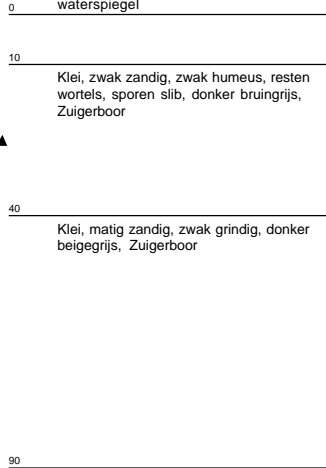 waterspiegel
0
10
Klei, zwak zandig, zwak humeus, resten
wortels, sporen slib, donker bruingrijs,
Zuigerboor
40
Klei, matig zandig, zwak grindig, donker
beigegrijs, Zuigerboor
90